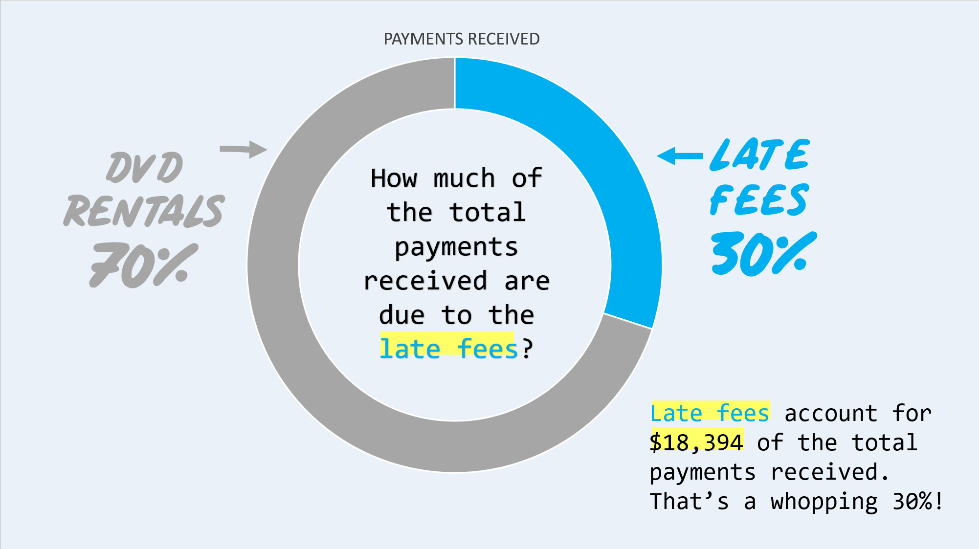 PAYMENTS RECEIVED
DVD
RENTALS
70%
LATE
FEES
30%
How much of
the total
payments
received are
due to the
late fees?
Late fees account for
$18,394 of the total
payments received.
That's a whopping 30%!